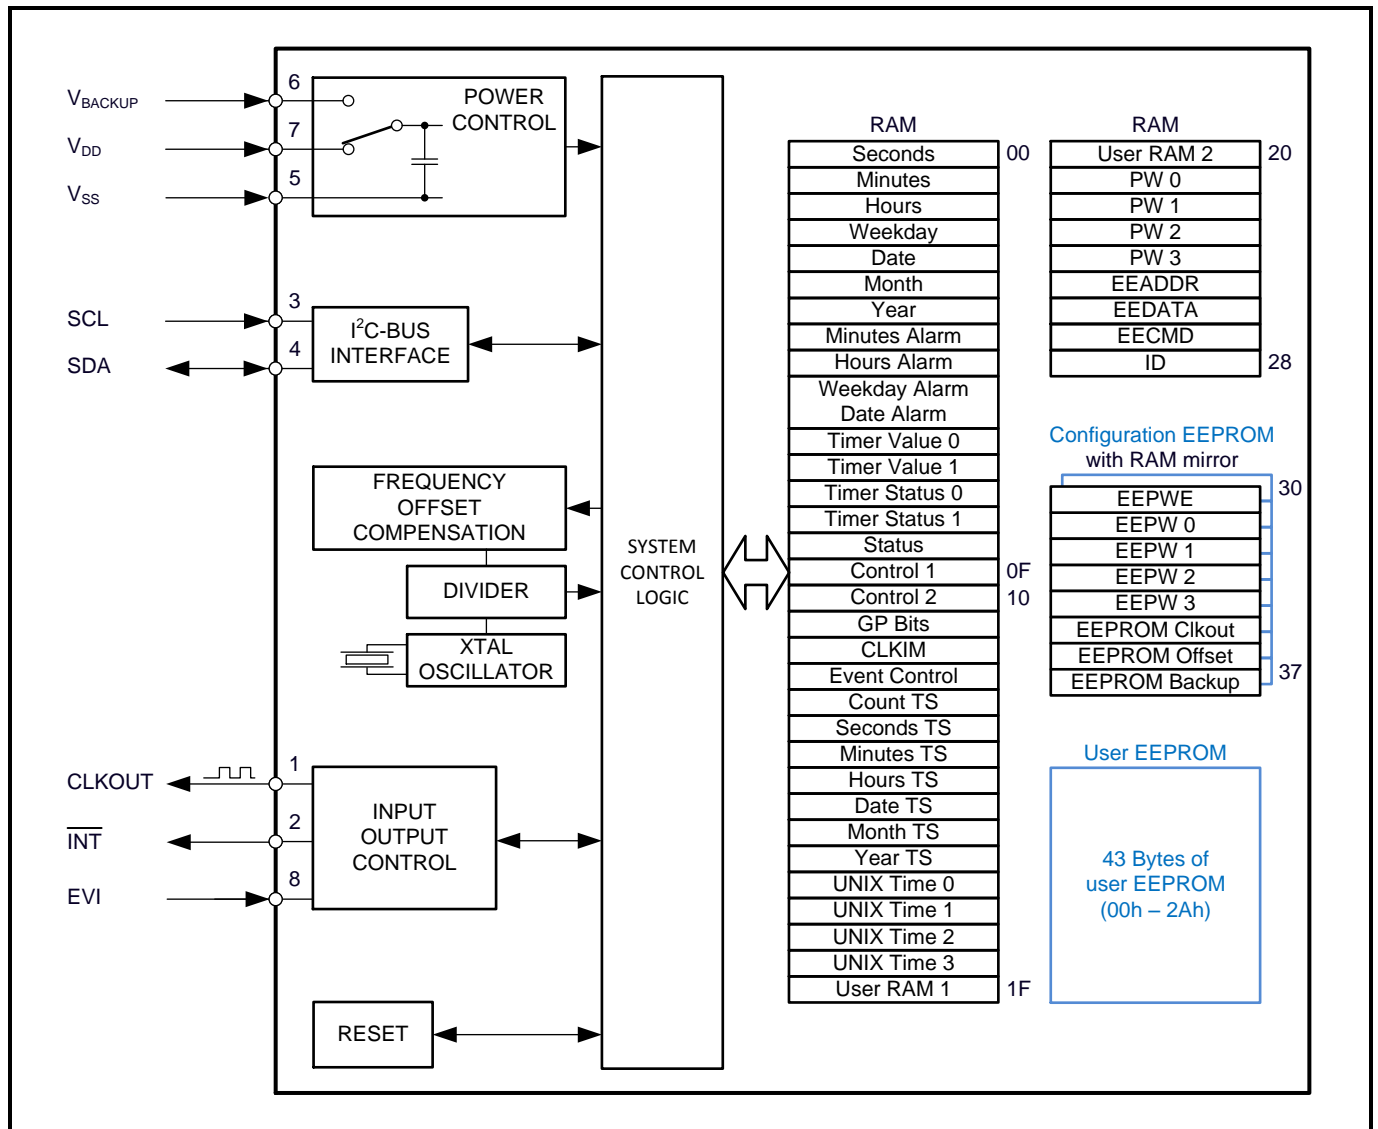 V_BACKUP
6
V_DD
7
V_SS
5
POWER
CONTROL
SCL
3
SDA
4
I²C-BUS
INTERFACE
FREQUENCY
OFFSET
COMPENSATION
DIVIDER
XTAL
OSCILLATOR
CLKOUT
1
INT
2
EVI
8
INPUT
OUTPUT
CONTROL
RESET
SYSTEM
CONTROL
LOGIC
RAM
Seconds 00
Minutes
Hours
Weekday
Date
Month
Year
Minutes Alarm
Hours Alarm
Weekday Alarm
Date Alarm
Timer Value 0
Timer Value 1
Timer Status 0
Timer Status 1
Status
Control 1 0F
Control 2 10
GP Bits
CLKIM
Event Control
Count TS
Seconds TS
Minutes TS
Hours TS
Date TS
Month TS
Year TS
UNIX Time 0
UNIX Time 1
UNIX Time 2
UNIX Time 3
User RAM 1 1F
RAM
User RAM 2 20
PW 0
PW 1
PW 2
PW 3
EEADDR
EEDATA
EECMD
ID 28
Configuration EEPROM
with RAM mirror
EEPWE 30
EEPW 0
EEPW 1
EEPW 2
EEPW 3
EEPROM Clkout
EEPROM Offset
EEPROM Backup 37
User EEPROM
43 Bytes of
user EEPROM
(00h – 2Ah)